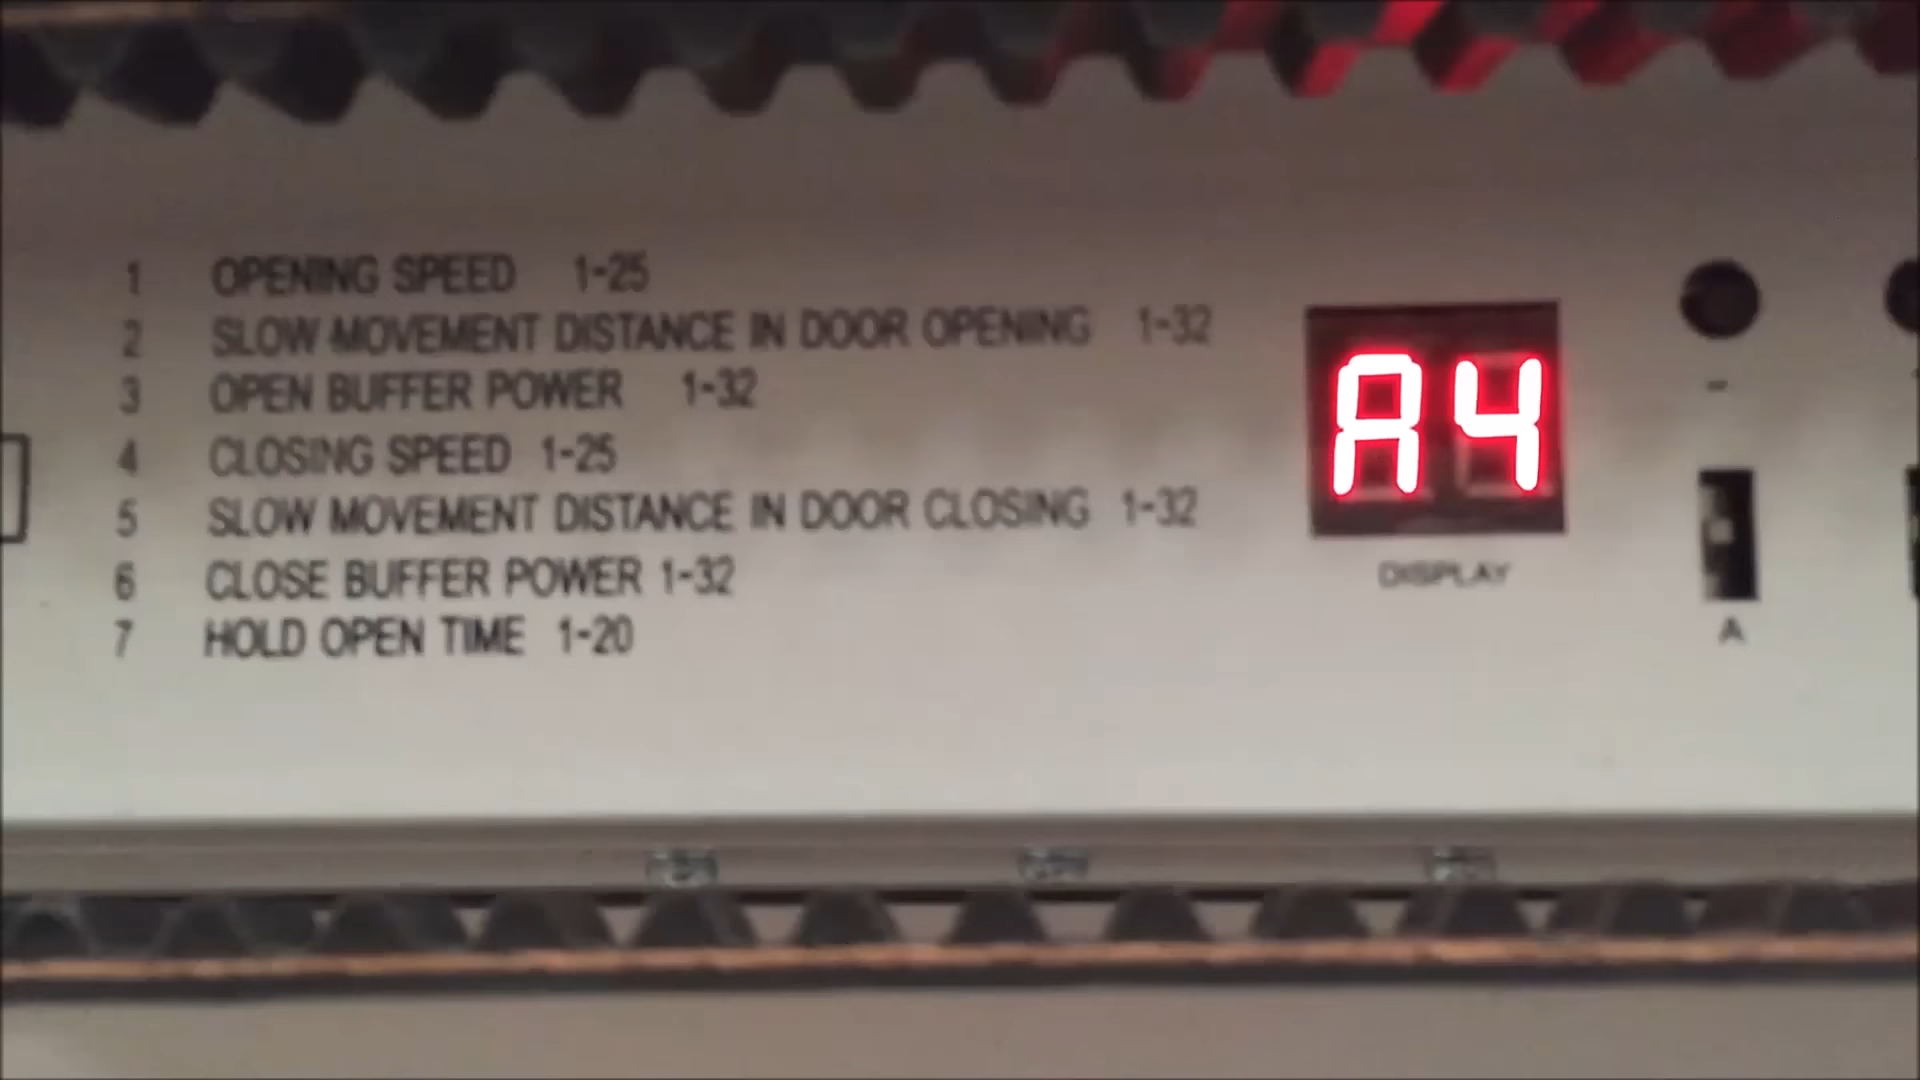 1 OPENING SPEED 1-25
2 SLOW MOVEMENT DISTANCE IN DOOR OPENING 1-32
3 OPEN BUFFER POWER 1-32
4 CLOSING SPEED 1-25
5 SLOW MOVEMENT DISTANCE IN DOOR CLOSING 1-32
6 CLOSE BUFFER POWER 1-32
7 HOLD OPEN TIME 1-20
A4
DISPLAY
-
A